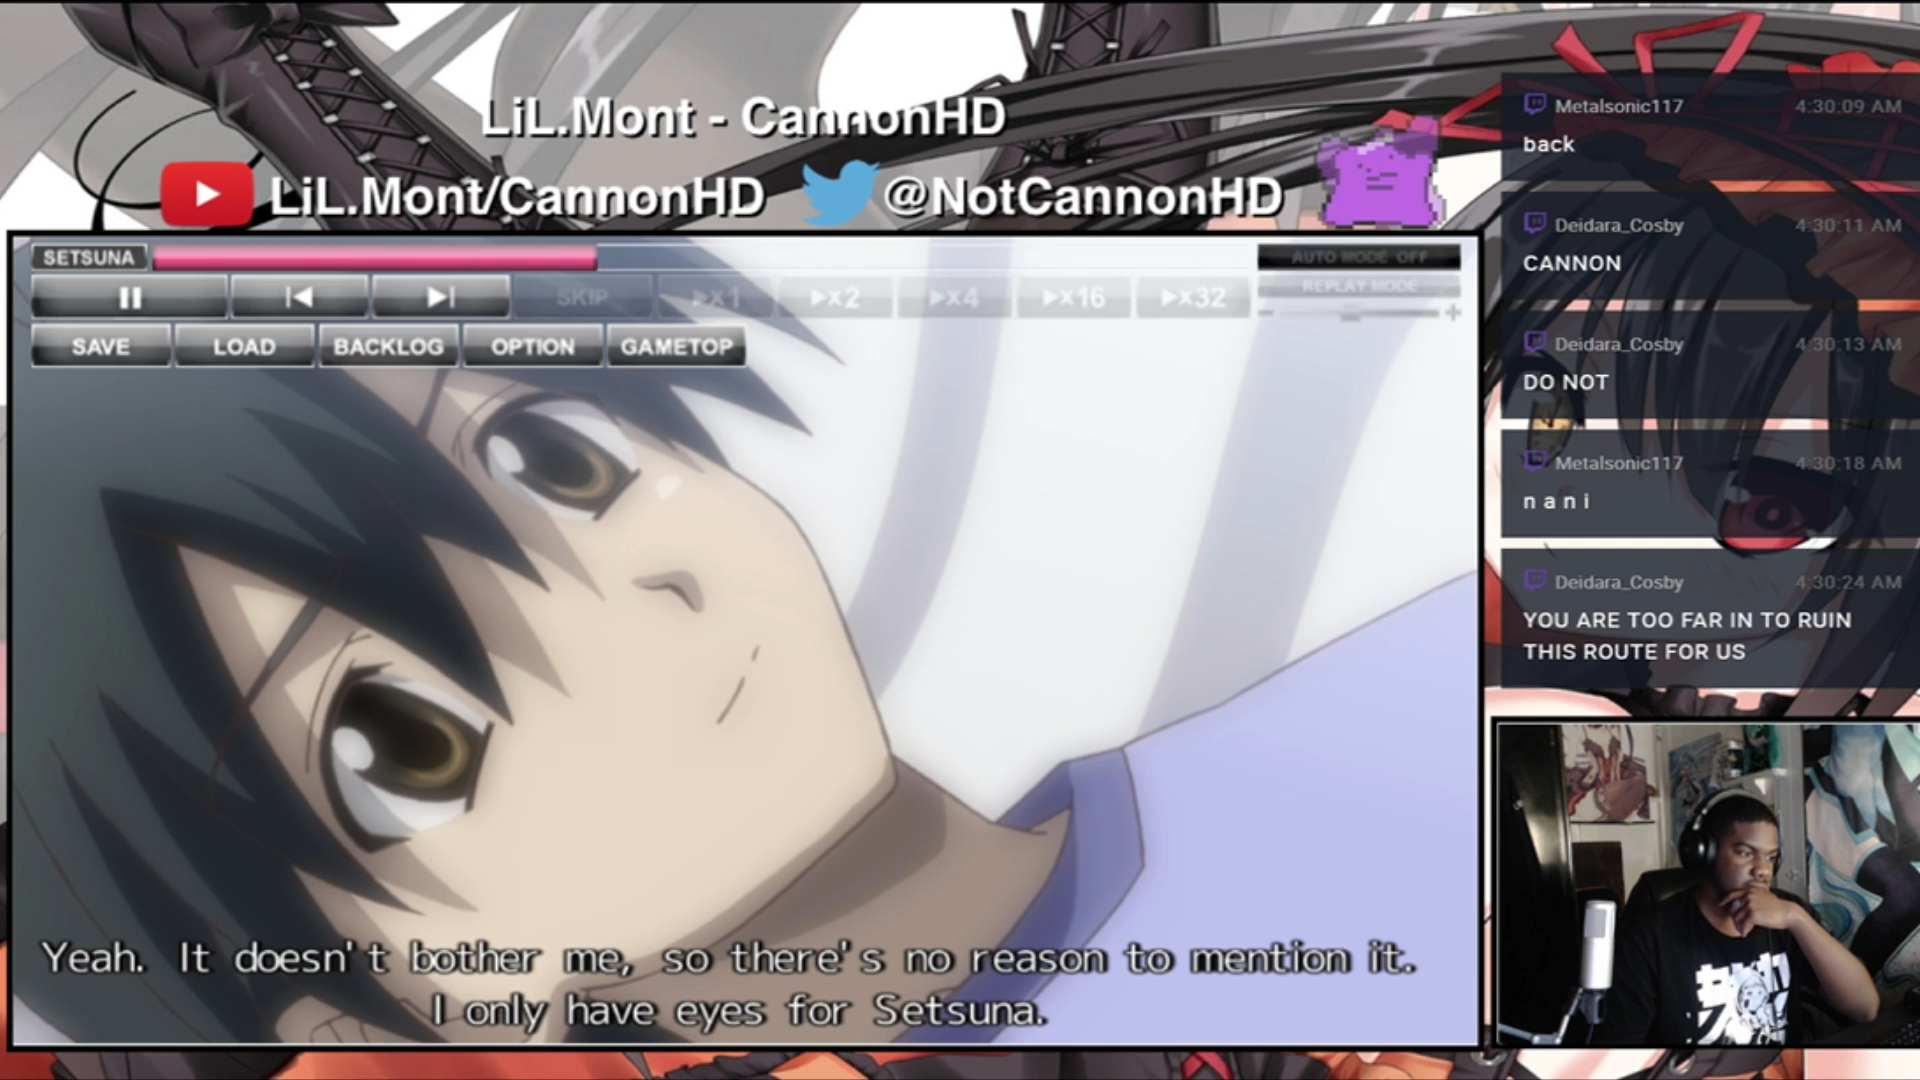 LiL.Mont - CannonHD
LiL.Mont/CannonHD @NotCannonHD
SETSUNA
AUTO MODE OFF
REPLAY MODE
SKIP ▶x1 ▶x2 ▶x4 ▶x16 ▶x32
- +
SAVE LOAD BACKLOG OPTION GAMETOP
Yeah. It doesn't bother me, so there's no reason to mention it.
I only have eyes for Setsuna.
Metalsonic117 4:30:09 AM
back
Deidara_Cosby 4:30:11 AM
CANNON
Deidara_Cosby 4:30:13 AM
DO NOT
Metalsonic117 4:30:18 AM
n a n i
Deidara_Cosby 4:30:24 AM
YOU ARE TOO FAR IN TO RUIN
THIS ROUTE FOR US